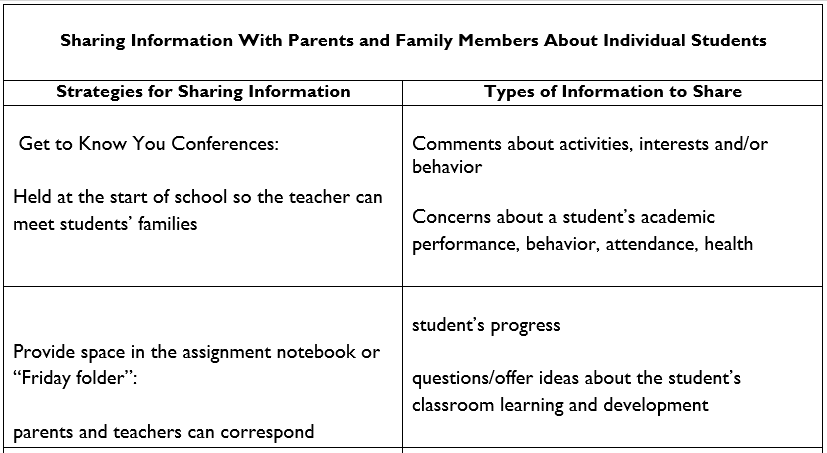 Sharing Information With Parents and Family Members About Individual Students
Strategies for Sharing Information
Types of Information to Share
Get to Know You Conferences:
Held at the start of school so the teacher can
meet students’ families
Comments about activities, interests and/or
behavior
Concerns about a student’s academic
performance, behavior, attendance, health
Provide space in the assignment notebook or
“Friday folder”:
parents and teachers can correspond
student’s progress
questions/offer ideas about the student’s
classroom learning and development